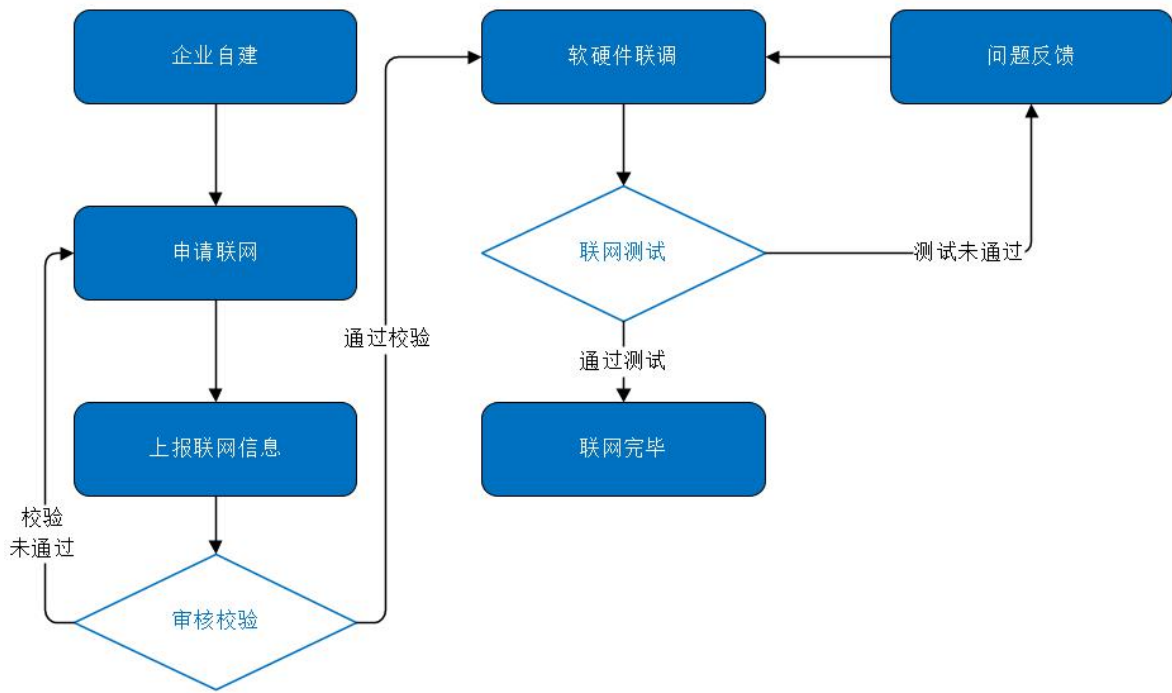 企业自建
软硬件联调
问题反馈
申请联网
联网测试
测试未通过
通过校验
通过测试
上报联网信息
联网完毕
校验
未通过
审核校验